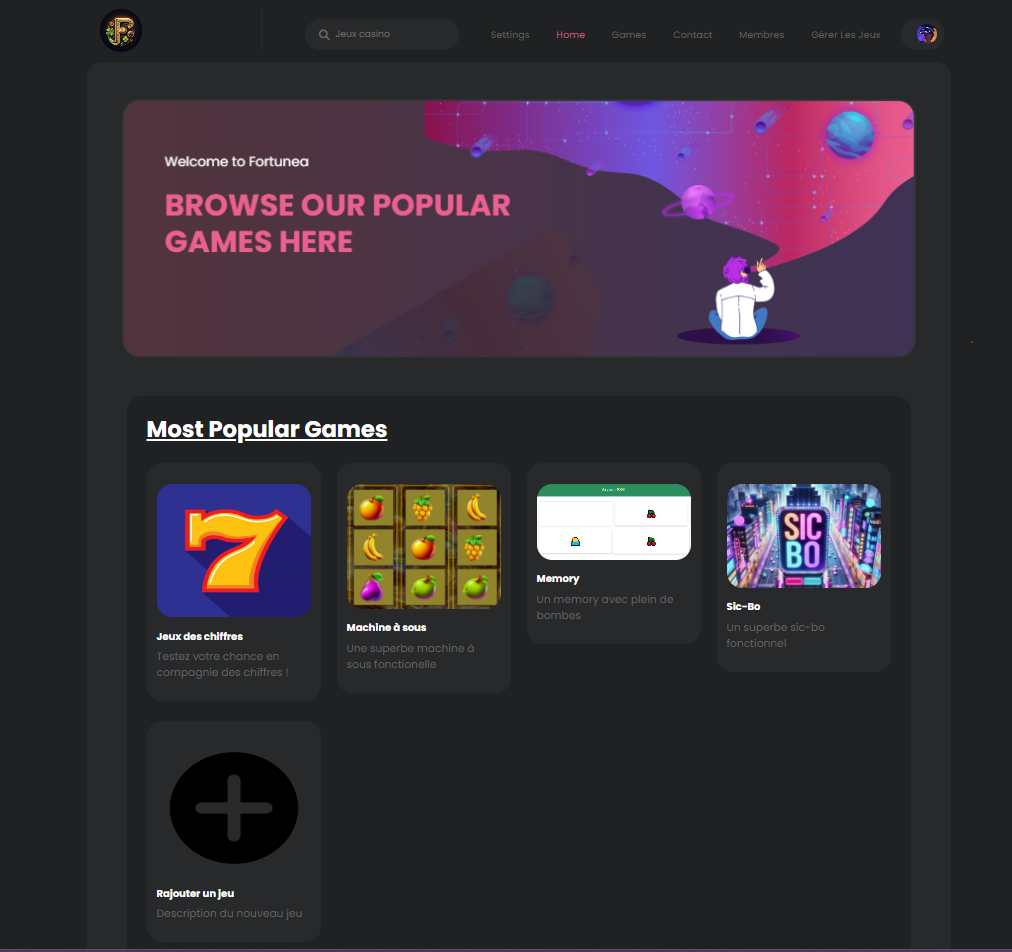 F
Jeux casino
Settings
Home
Games
Contact
Membres
Gérer Les Jeux
Welcome to Fortunea
BROWSE OUR POPULAR
GAMES HERE
Most Popular Games
7
Jeux des chiffres
Testez votre chance en
compagnie des chiffres !
Machine à sous
Une superbe machine à
sous fonctionelle
Memory
Un memory avec plein de
bombes
SIC
BO
Sic-Bo
Un superbe sic-bo
fonctionnel
Rajouter un jeu
Description du nouveau jeu